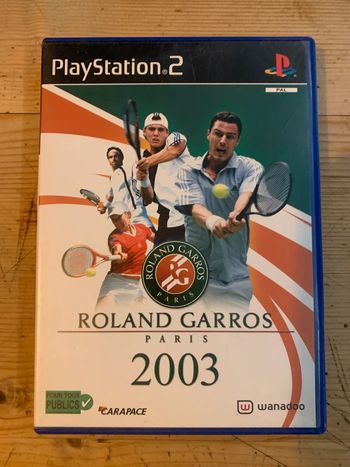 PlayStation®2
PAL
ROLAND GARROS
PARIS
ROLAND GARROS
PARIS
2003
POUR TOUS
PUBLICS
CARAPACE
wanadoo